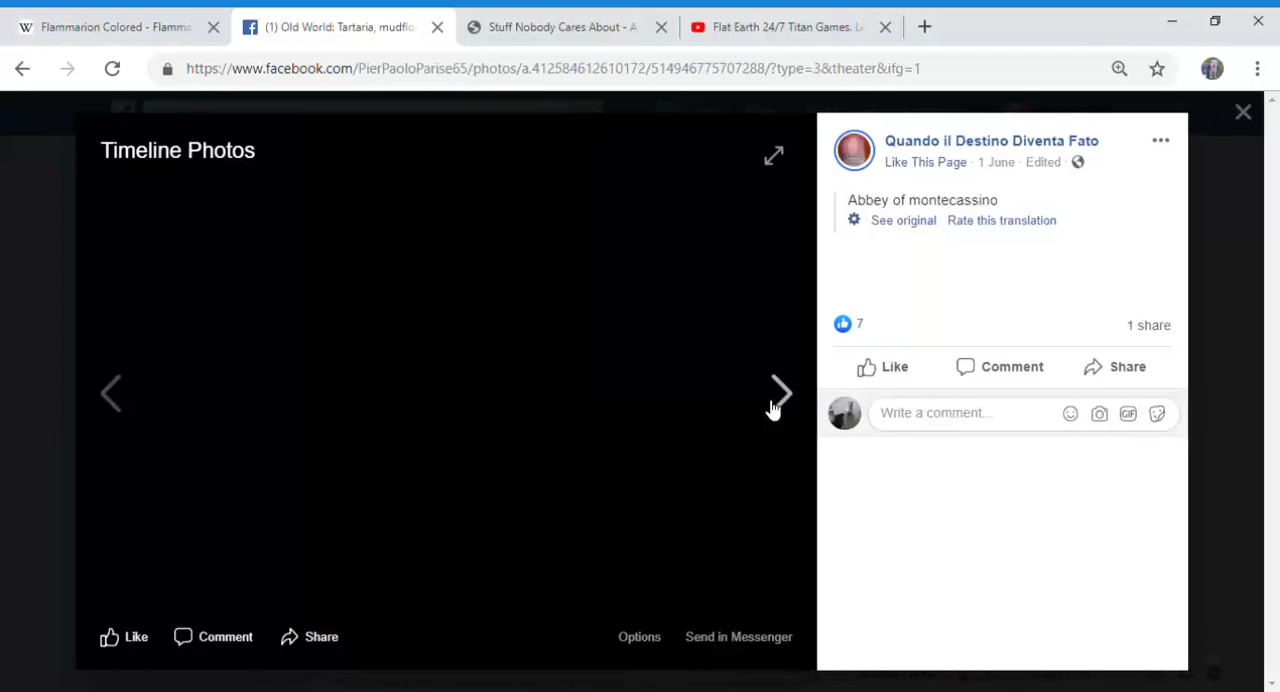 Flammarion Colored - Flamma
(1) Old World: Tartaria, mudflo
Stuff Nobody Cares About - A
Flat Earth 24/7 Titan Games. L
https://www.facebook.com/PierPaoloParise65/photos/a.412584612610172/514946775707288/?type=3&theater&ifg=1
Timeline Photos
Quando il Destino Diventa Fato
Like This Page · 1 June · Edited ·
Abbey of montecassino
See original Rate this translation
7
1 share
Like Comment Share
Write a comment...
GIF
Like Comment Share Options Send in Messenger